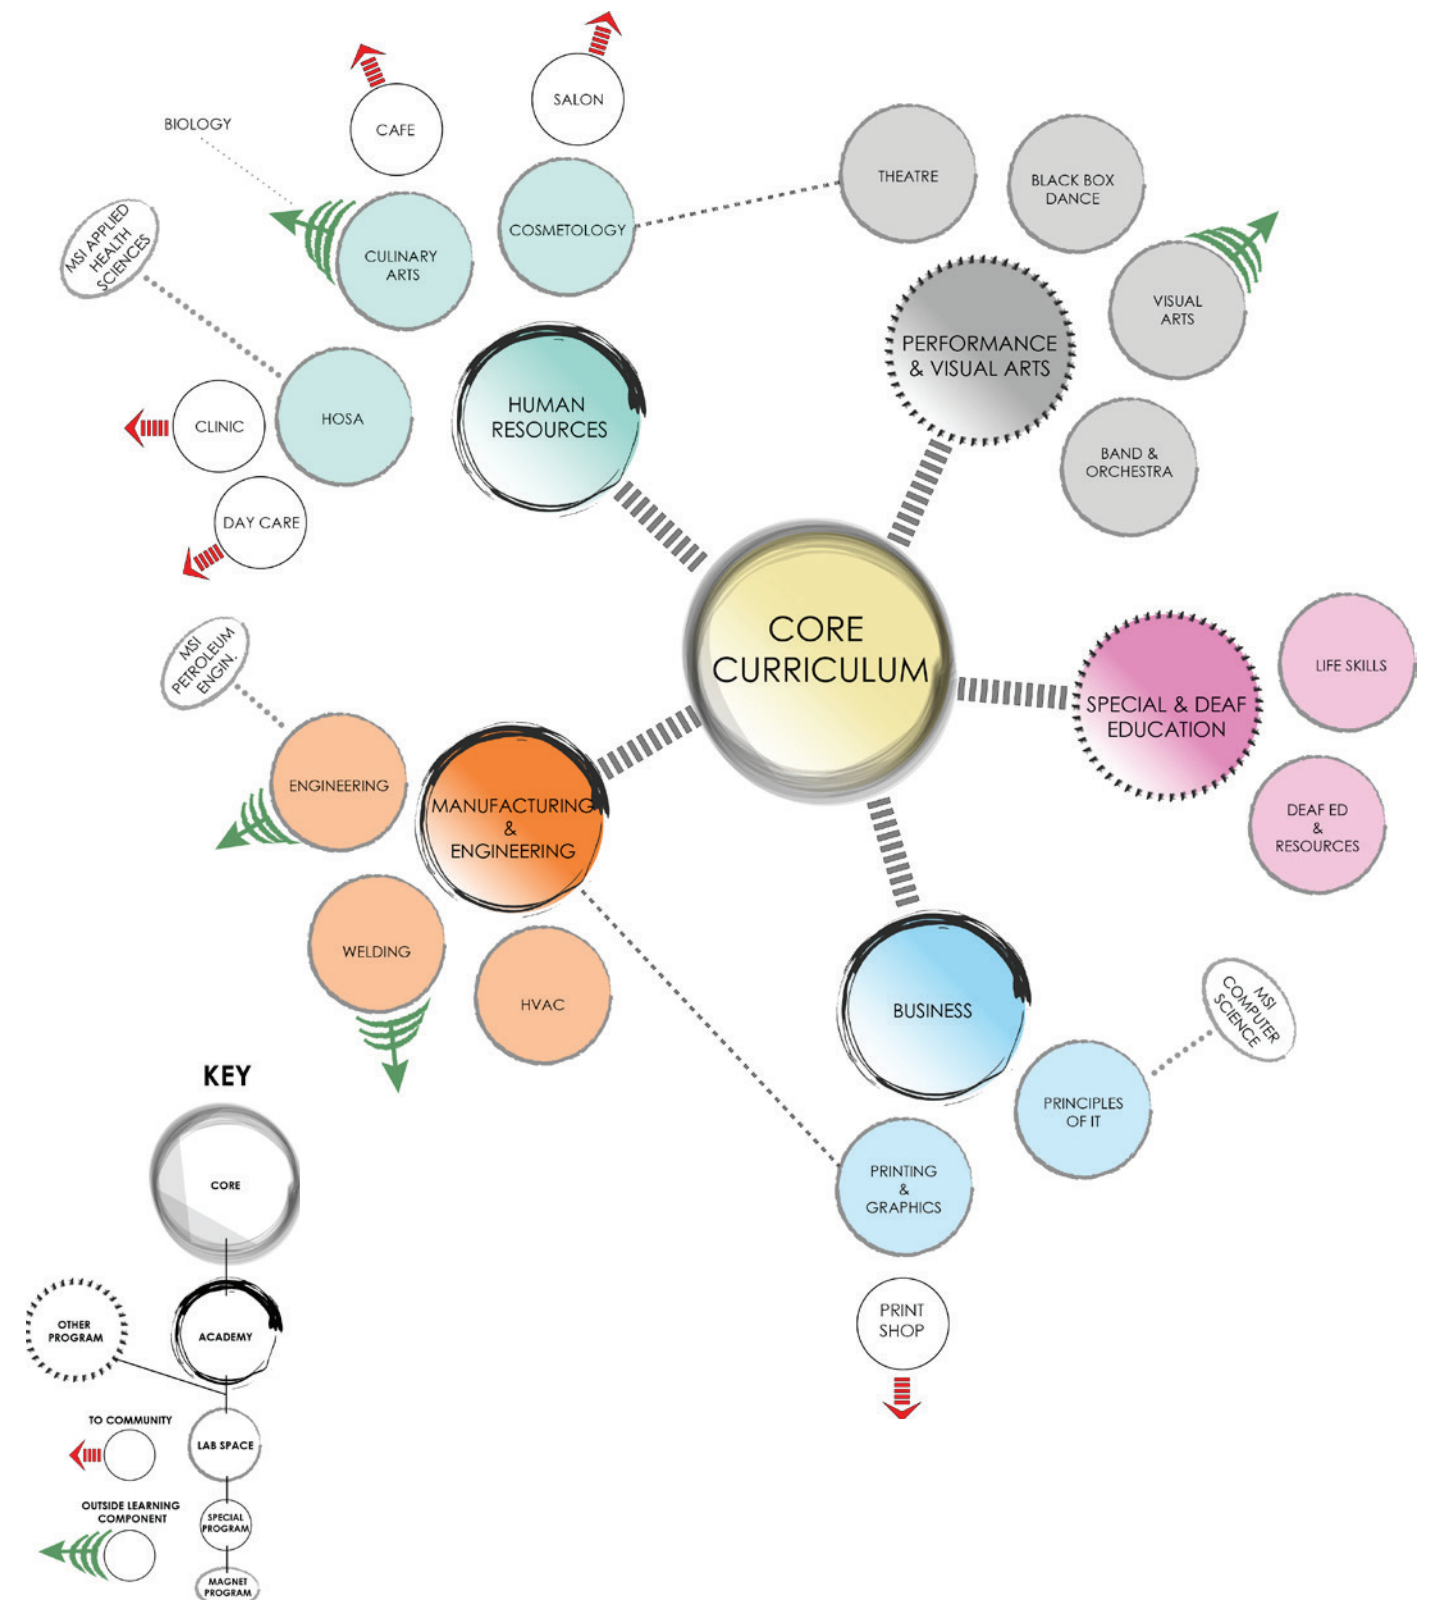 SALON
CAFE
BIOLOGY
THEATRE
BLACK BOX
DANCE
MSI APPLIED
HEALTH
SCIENCES
CULINARY
ARTS
COSMETOLOGY
VISUAL
ARTS
PERFORMANCE
& VISUAL ARTS
HUMAN
RESOURCES
CLINIC
HOSA
BAND &
ORCHESTRA
DAY CARE
CORE
CURRICULUM
MSI
PETROLEUM
ENGIN.
LIFE SKILLS
SPECIAL & DEAF
EDUCATION
ENGINEERING
MANUFACTURING
&
ENGINEERING
DEAF ED
&
RESOURCES
WELDING
HVAC
BUSINESS
MSI
COMPUTER
SCIENCE
PRINCIPLES
OF IT
PRINTING
&
GRAPHICS
PRINT
SHOP
KEY
CORE
OTHER
PROGRAM
ACADEMY
TO COMMUNITY
LAB SPACE
OUTSIDE LEARNING
COMPONENT
SPECIAL
PROGRAM
MAGNET
PROGRAM